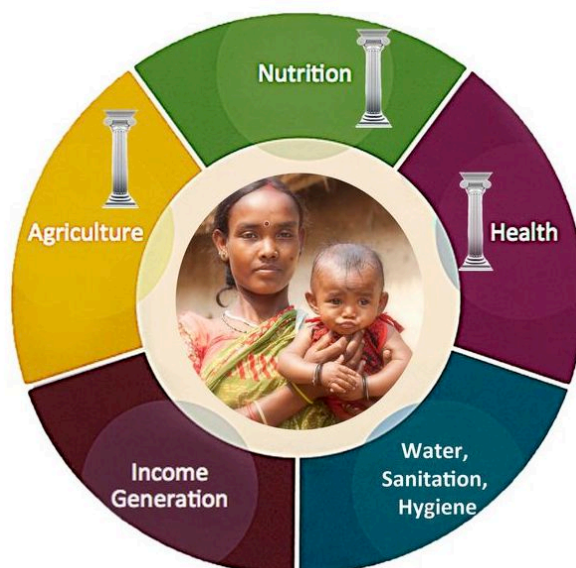 Nutrition
Agriculture
Health
Income
Generation
Water,
Sanitation,
Hygiene